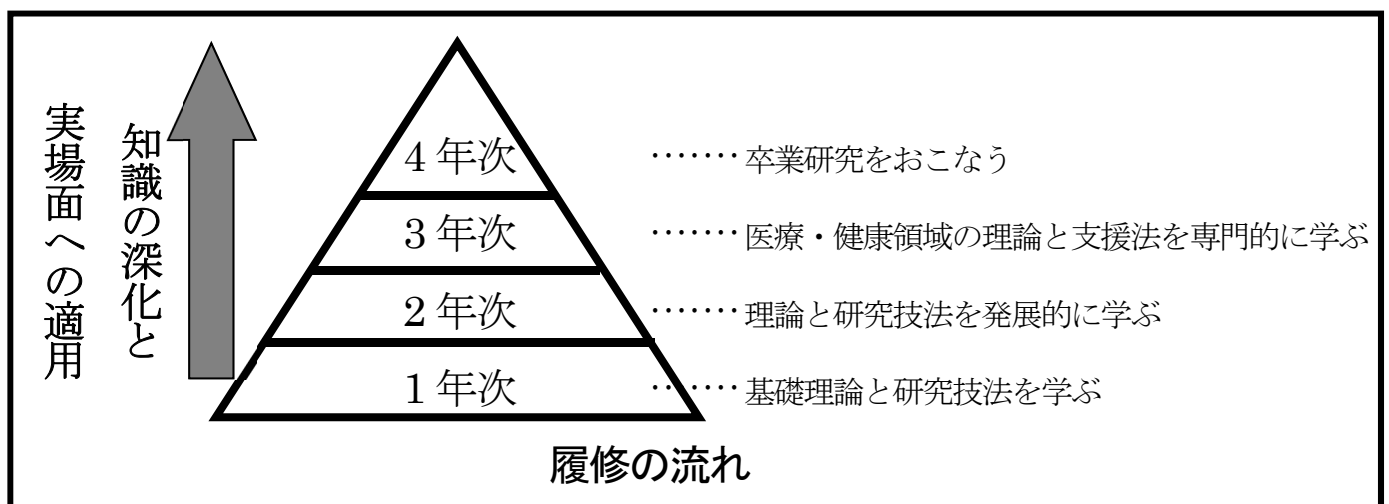 知識の深化と
実場面への適用
4年次 ‥‥‥・卒業研究をおこなう
3年次 ‥‥‥・医療・健康領域の理論と支援法を専門的に学ぶ
2年次 ‥‥‥・理論と研究技法を発展的に学ぶ
1年次 ‥‥‥・基礎理論と研究技法を学ぶ
履修の流れ